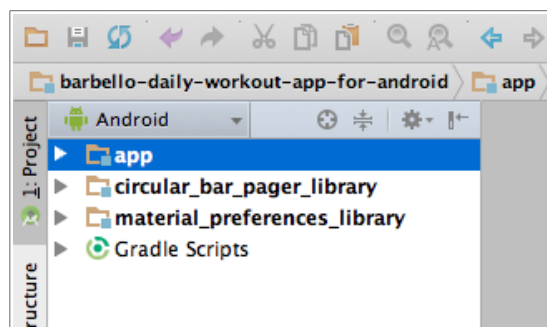 barbello-daily-workout-app-for-android
app
1: Project
Android
app
circular_bar_pager_library
material_preferences_library
Gradle Scripts
ructure